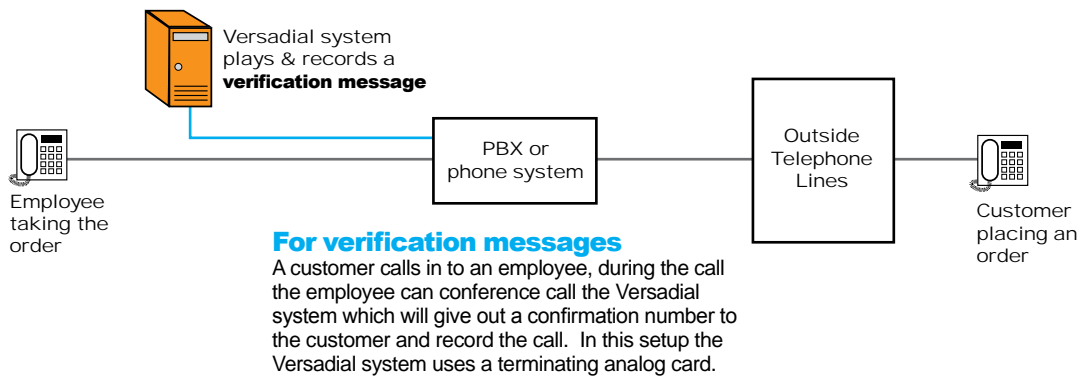 Versadial system
plays & records a
verification message
PBX or
phone system
Outside
Telephone
Lines
Employee
taking the
order
Customer
placing an
order
For verification messages
A customer calls in to an employee, during the call
the employee can conference call the Versadial
system which will give out a confirmation number to
the customer and record the call.  In this setup the
Versadial system uses a terminating analog card.